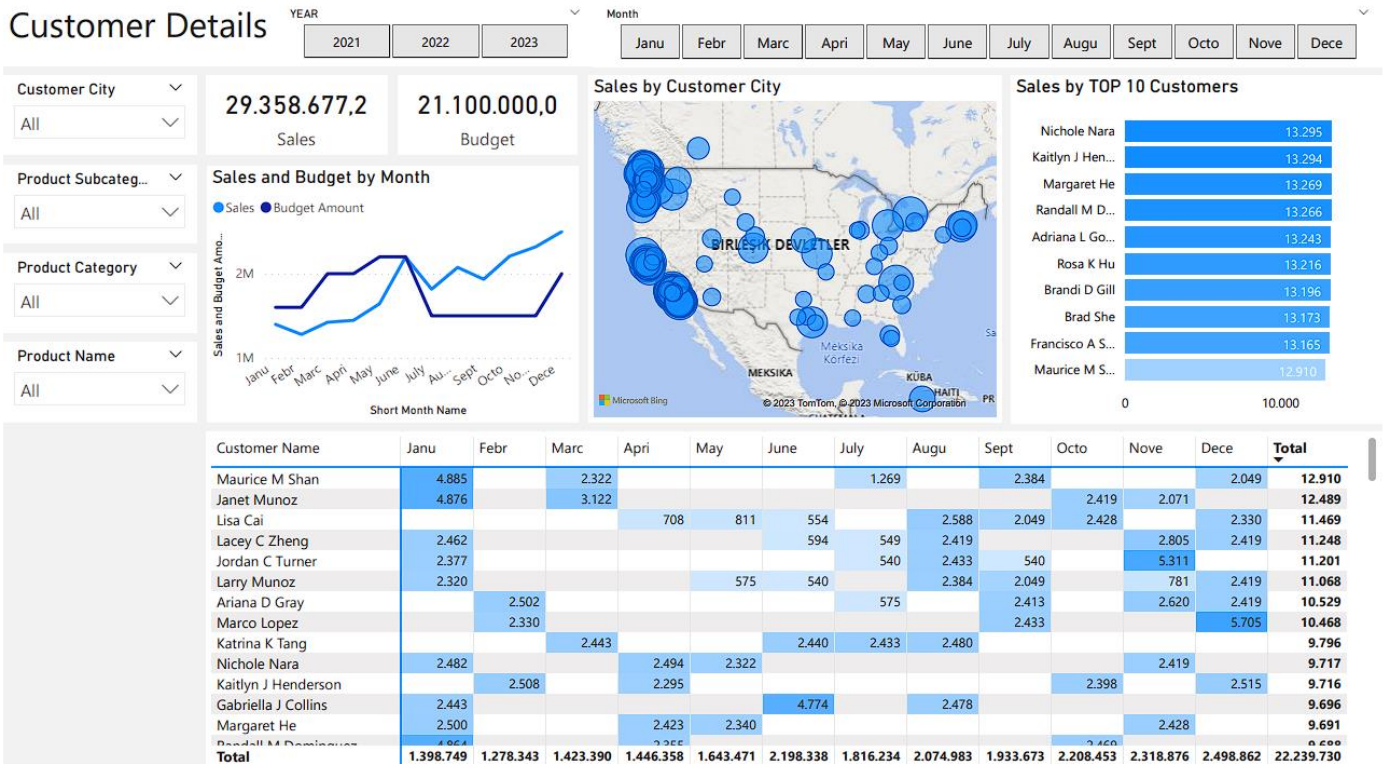 Customer Details
YEAR
2021 2022 2023
Month
Janu Febr Marc Apri May June July Augu Sept Octo Nove Dece
Customer City
All
Product Subcateg...
All
Product Category
All
Product Name
All
29.358.677,2
Sales
21.100.000,0
Budget
Sales and Budget by Month
Sales Budget Amount
Sales and Budget Amo...
2M
1M
Janu Febr Marc Apri May June July Au... Sept Octo No... Dece
Short Month Name
Sales by Customer City
BİRLEŞİK DEVLETLER
Meksika
Körfezi
Sa
MEKSİKA
KÜBA
HAITI
PR
Microsoft Bing
© 2023 TomTom, © 2023 Microsoft Corporation
Sales by TOP 10 Customers
Nichole Nara 13.295
Kaitlyn J Hen... 13.294
Margaret He 13.269
Randall M D... 13.266
Adriana L Go... 13.243
Rosa K Hu 13.216
Brandi D Gill 13.196
Brad She 13.173
Francisco A S... 13.165
Maurice M S... 12.910
0 10.000
Customer Name Janu Febr Marc Apri May June July Augu Sept Octo Nove Dece Total
Maurice M Shan 4.885 2.322 1.269 2.384 2.049 12.910
Janet Munoz 4.876 3.122 2.419 2.071 12.489
Lisa Cai 708 811 554 2.588 2.049 2.428 2.330 11.469
Lacey C Zheng 2.462 594 549 2.419 2.805 2.419 11.248
Jordan C Turner 2.377 540 2.433 540 5.311 11.201
Larry Munoz 2.320 575 540 2.384 2.049 781 2.419 11.068
Ariana D Gray 2.502 575 2.413 2.620 2.419 10.529
Marco Lopez 2.330 2.433 5.705 10.468
Katrina K Tang 2.443 2.440 2.433 2.480 9.796
Nichole Nara 2.482 2.494 2.322 2.419 9.717
Kaitlyn J Henderson 2.508 2.295 2.398 2.515 9.716
Gabriella J Collins 2.443 4.774 2.478 9.696
Margaret He 2.500 2.423 2.340 2.428 9.691
Randall M Dominguez 4.864 2.355 2.469 9.688
Total 1.398.749 1.278.343 1.423.390 1.446.358 1.643.471 2.198.338 1.816.234 2.074.983 1.933.673 2.208.453 2.318.876 2.498.862 22.239.730